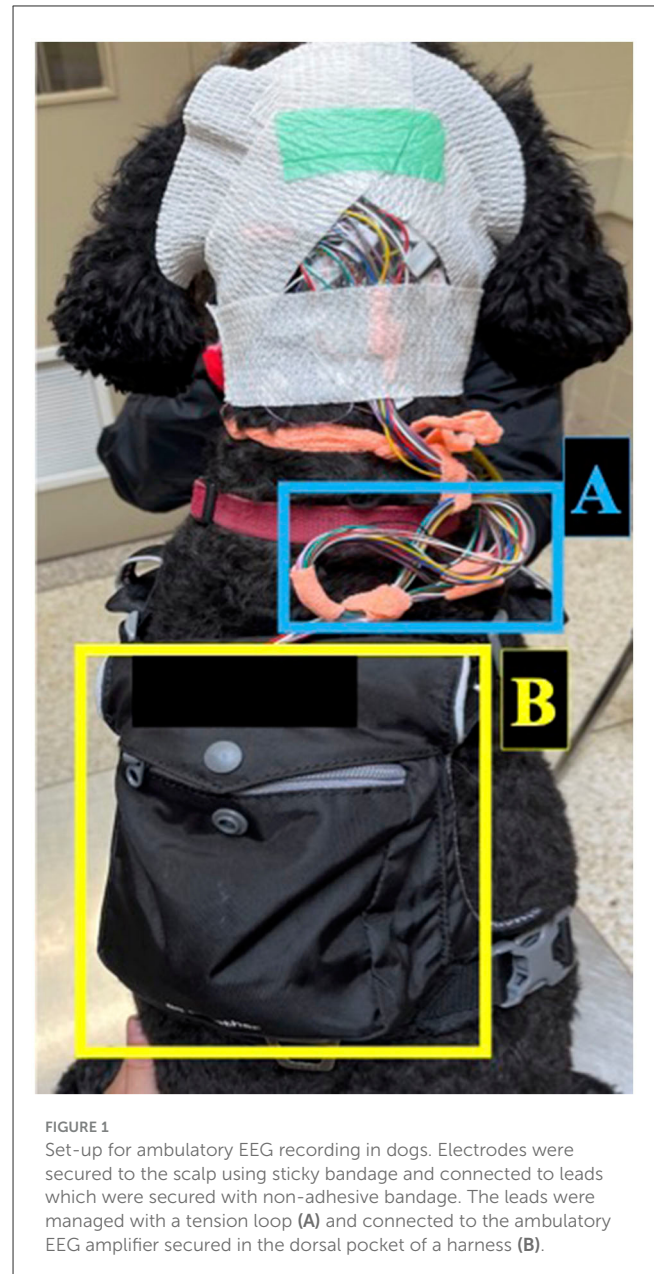 A
B
FIGURE 1
Set-up for ambulatory EEG recording in dogs. Electrodes were
secured to the scalp using sticky bandage and connected to leads
which were secured with non-adhesive bandage. The leads were
managed with a tension loop (A) and connected to the ambulatory
EEG amplifier secured in the dorsal pocket of a harness (B).